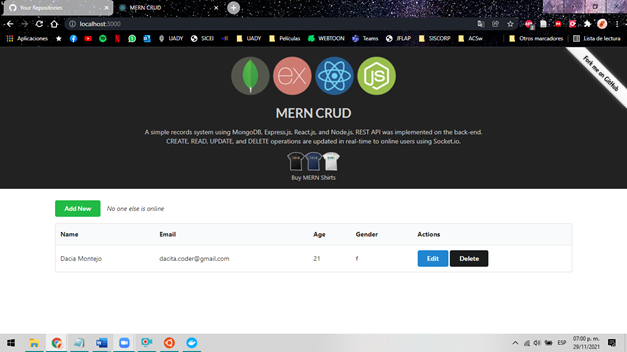 Your Repositories
MERN CRUD
localhost:3000
Aplicaciones
UADY
SICEI
UADY
Películas
WEBTOON
Teams
JFLAP
SISCORP
ACSw
Otros marcadores
Lista de lectura
Fork me on GitHub
ex
JS
MERN CRUD
A simple records system using MongoDB, Express.js, React.js, and Node.js. REST API was implemented on the back-end.
CREATE, READ, UPDATE, and DELETE operations are updated in real-time to online users using Socket.io.
Buy MERN Shirts
Add New
No one else is online
Name Email Age Gender Actions
Dacia Montejo dacita.coder@gmail.com 21 f Edit Delete
ESP
07:00 p. m.
29/11/2021